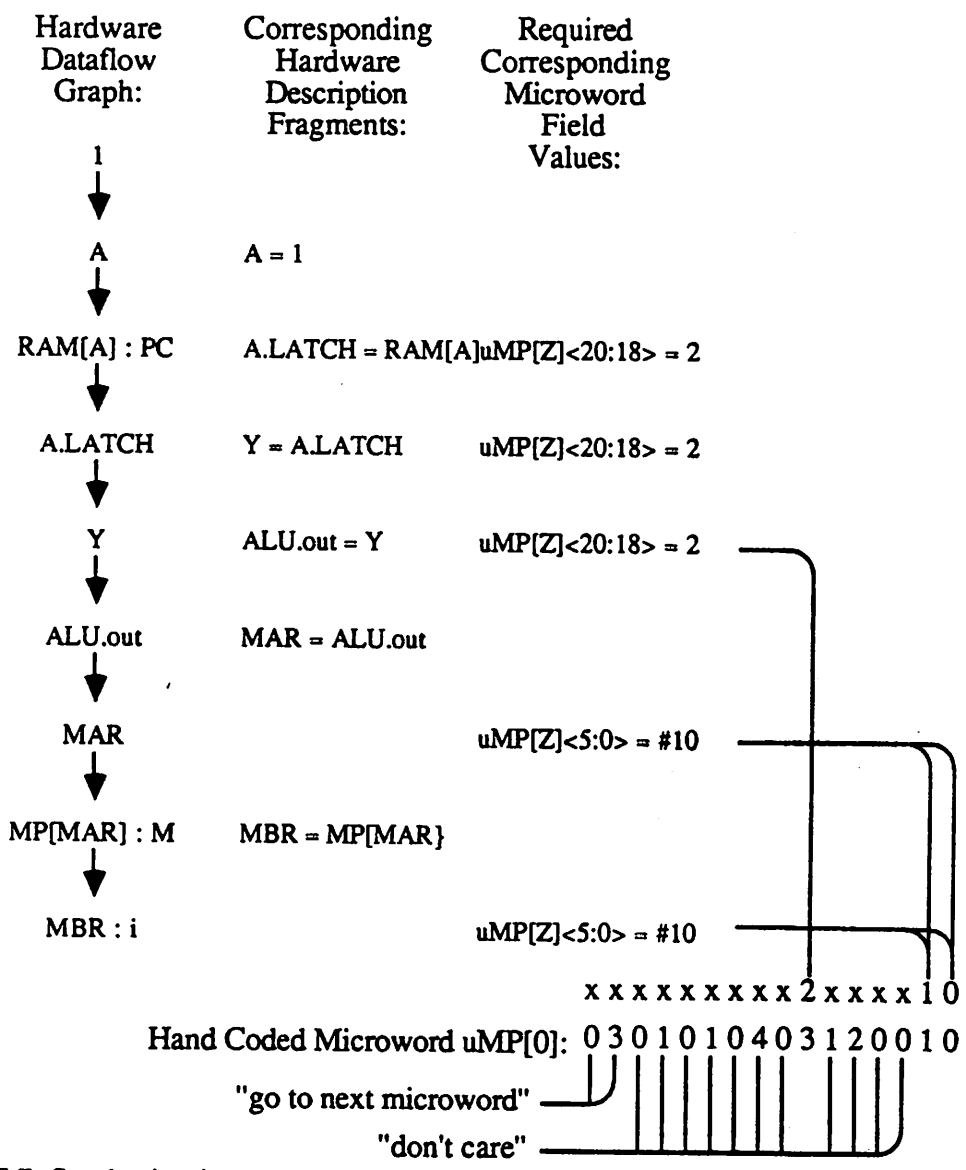 Hardware Dataflow Graph:
Corresponding Hardware Description Fragments:
Required Corresponding Microword Field Values:
1
A
A = 1
RAM[A] : PC
A.LATCH = RAM[A]
uMP[Z]<20:18> = 2
A.LATCH
Y = A.LATCH
uMP[Z]<20:18> = 2
Y
ALU.out = Y
uMP[Z]<20:18> = 2
ALU.out
MAR = ALU.out
MAR
uMP[Z]<5:0> = #10
MP[MAR] : M
MBR = MP[MAR}
MBR : i
uMP[Z]<5:0> = #10
x x x x x x x x x 2 x x x x 1 0
Hand Coded Microword uMP[0]: 0 3 0 1 0 1 0 4 0 3 1 2 0 0 1 0
"go to next microword"
"don't care"